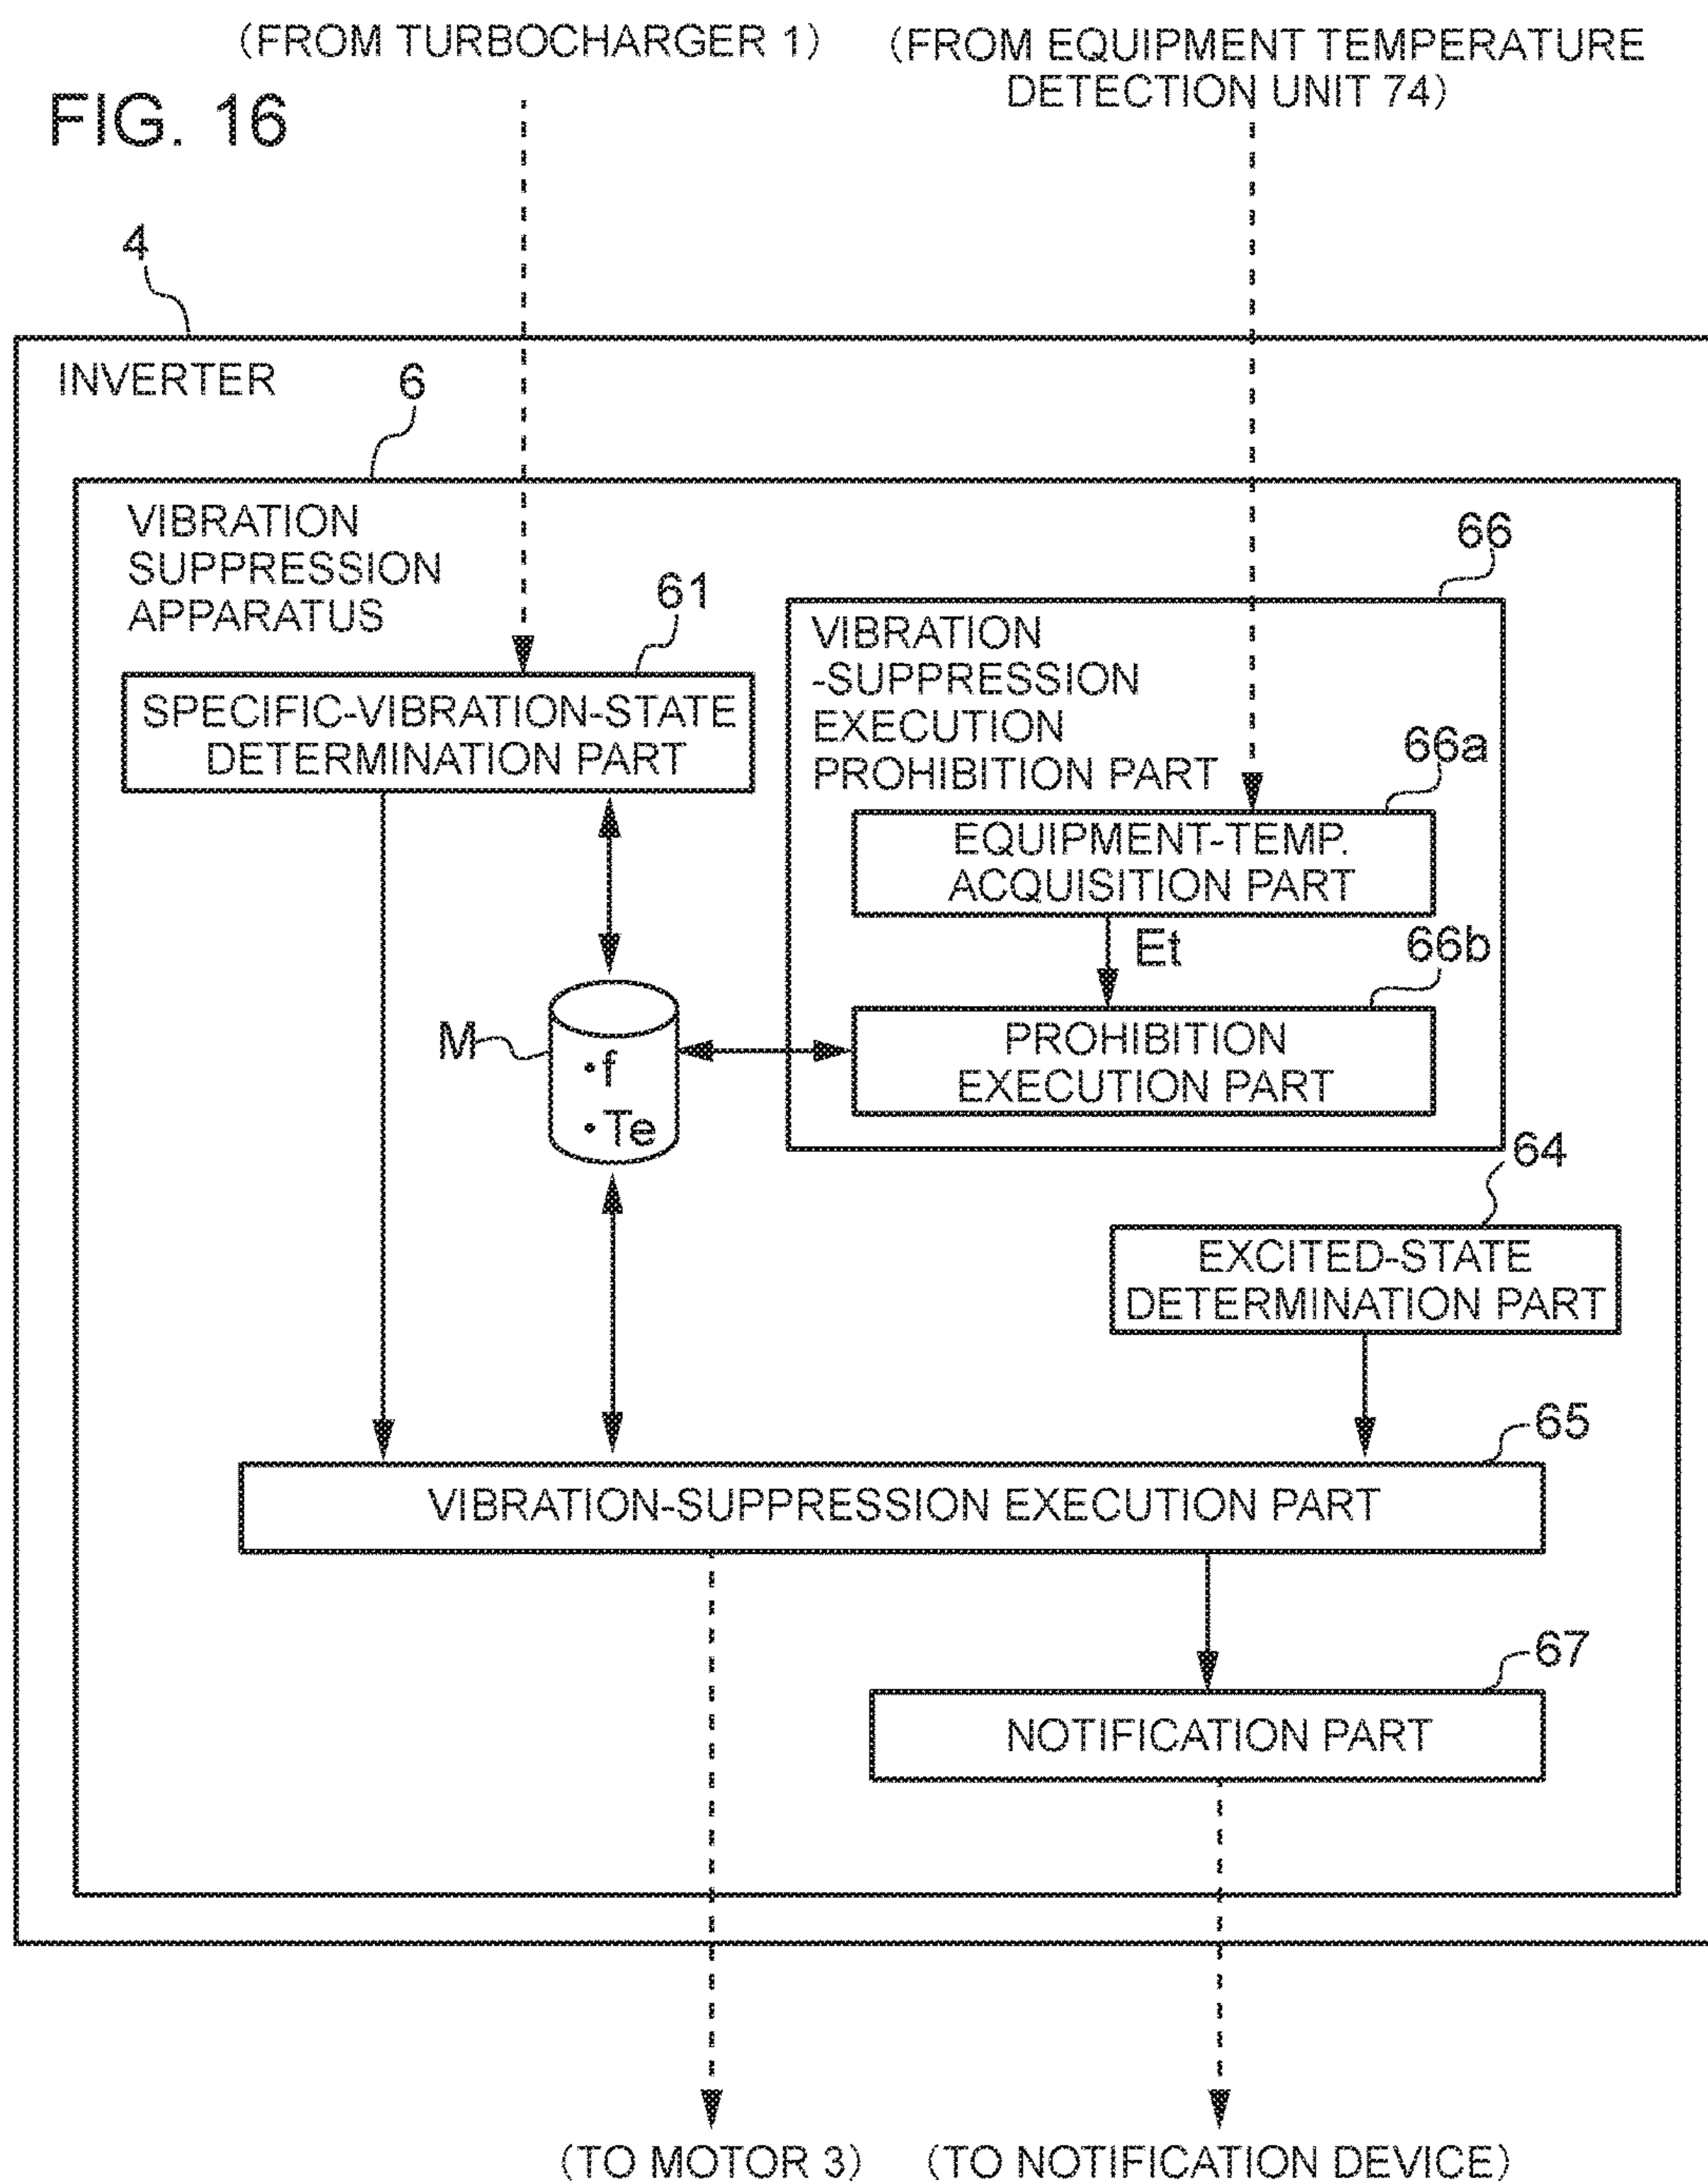 (FROM TURBOCHARGER 1)
(FROM EQUIPMENT TEMPERATURE
DETECTION UNIT 74)
FIG. 16
4
INVERTER
6
VIBRATION
SUPPRESSION
APPARATUS
61
SPECIFIC-VIBRATION-STATE
DETERMINATION PART
66
VIBRATION
-SUPPRESSION
EXECUTION
PROHIBITION PART
66a
EQUIPMENT-TEMP.
ACQUISITION PART
Et
66b
PROHIBITION
EXECUTION PART
M
•f
•Te
64
EXCITED-STATE
DETERMINATION PART
65
VIBRATION-SUPPRESSION EXECUTION PART
67
NOTIFICATION PART
(TO MOTOR 3)
(TO NOTIFICATION DEVICE)